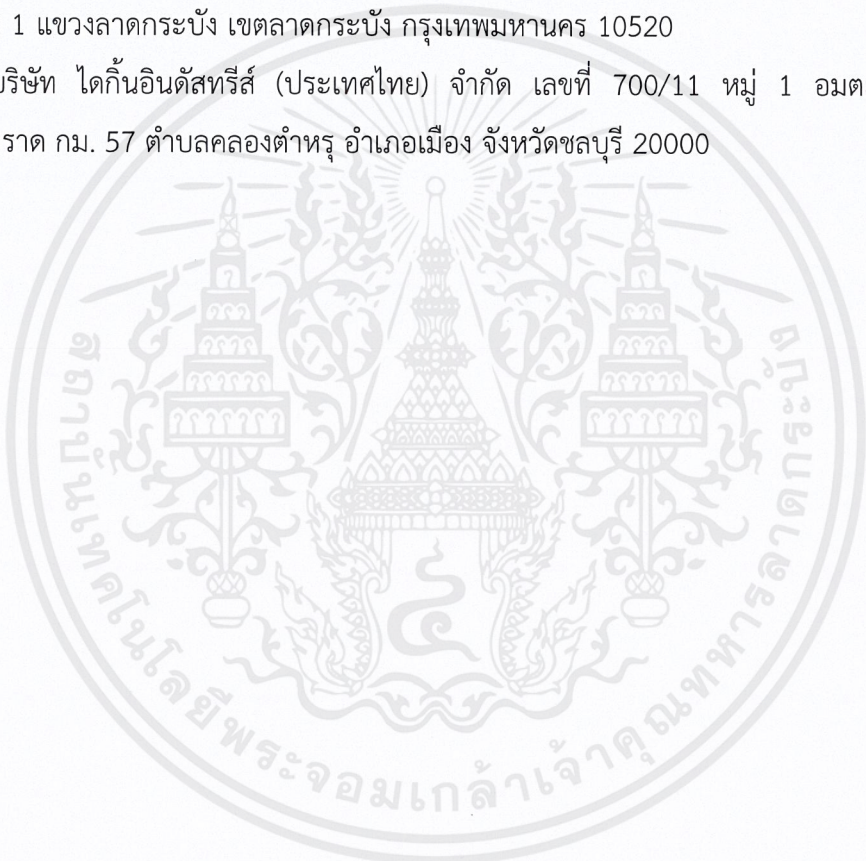 1 แขวงลาดกระบัง เขตลาดกระบัง กรุงเทพมหานคร 10520
บริษัท ไดกิ้นอินดัสทรีส์ (ประเทศไทย) จำกัด เลขที่ 700/11 หมู่ 1 อมต
ราด กม. 57 ตำบลคลองตำหรุ อำเภอเมือง จังหวัดชลบุรี 20000
สถาบันเทคโนโลยีพระจอมเกล้าเจ้าคุณทหารลาดกระบัง
๔